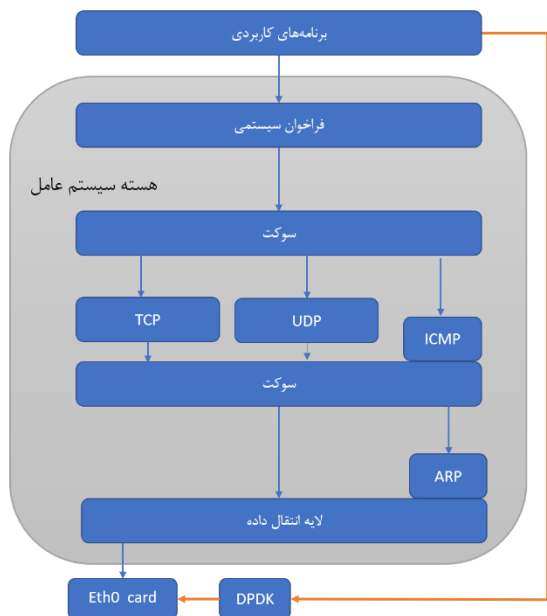 برنامه‌های کاربردی
فراخوان سیستمی
هسته سیستم عامل
سوکت
TCP
UDP
ICMP
سوکت
ARP
لایه انتقال داده
Eth0 card
DPDK